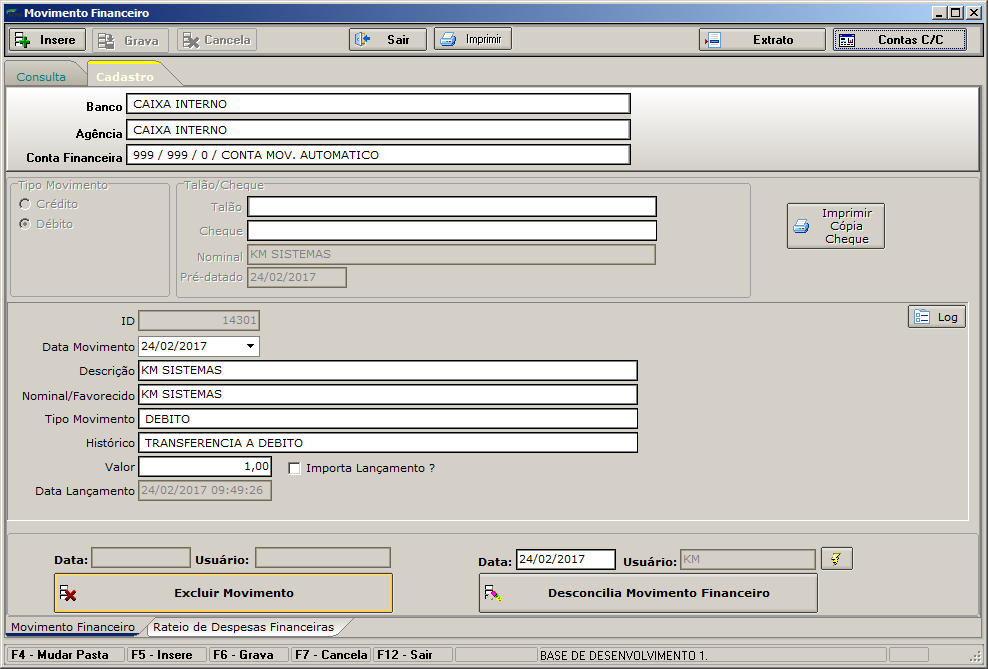 Movimento Financeiro
Insere Grava Cancela Sair Imprimir Extrato Contas C/C
Consulta Cadastro
Banco CAIXA INTERNO
Agência CAIXA INTERNO
Conta Financeira 999 / 999 / 0 / CONTA MOV. AUTOMATICO
Tipo Movimento
Crédito
Débito
Talão/Cheque
Talão
Cheque
Nominal KM SISTEMAS
Pré-datado 24/02/2017
Imprimir
Cópia
Cheque
ID 14301
Log
Data Movimento 24/02/2017
Descrição KM SISTEMAS
Nominal/Favorecido KM SISTEMAS
Tipo Movimento DEBITO
Histórico TRANSFERENCIA A DEBITO
Valor 1,00 Importa Lançamento ?
Data Lançamento 24/02/2017 09:49:26
Data: Usuário: Data: 24/02/2017 Usuário: KM
Excluir Movimento Desconcilia Movimento Financeiro
Movimento Financeiro Rateio de Despesas Financeiras
F4 - Mudar Pasta F5 - Insere F6 - Grava F7 - Cancela F12 - Sair BASE DE DESENVOLVIMENTO 1.